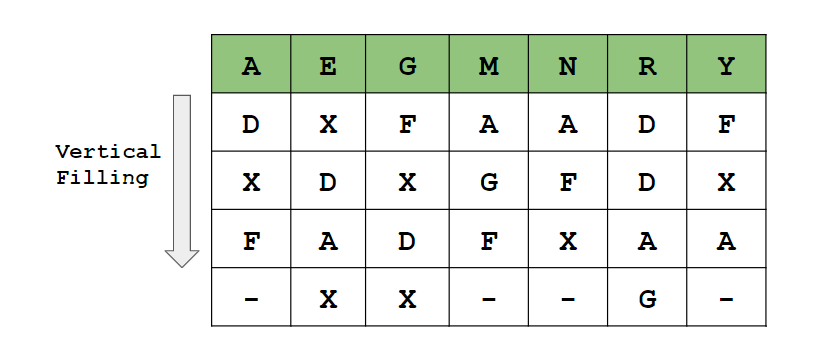 A E G M N R Y
D X F A A D F
Vertical
Filling
X D X G F D X
F A D F X A A
- X X - - G -